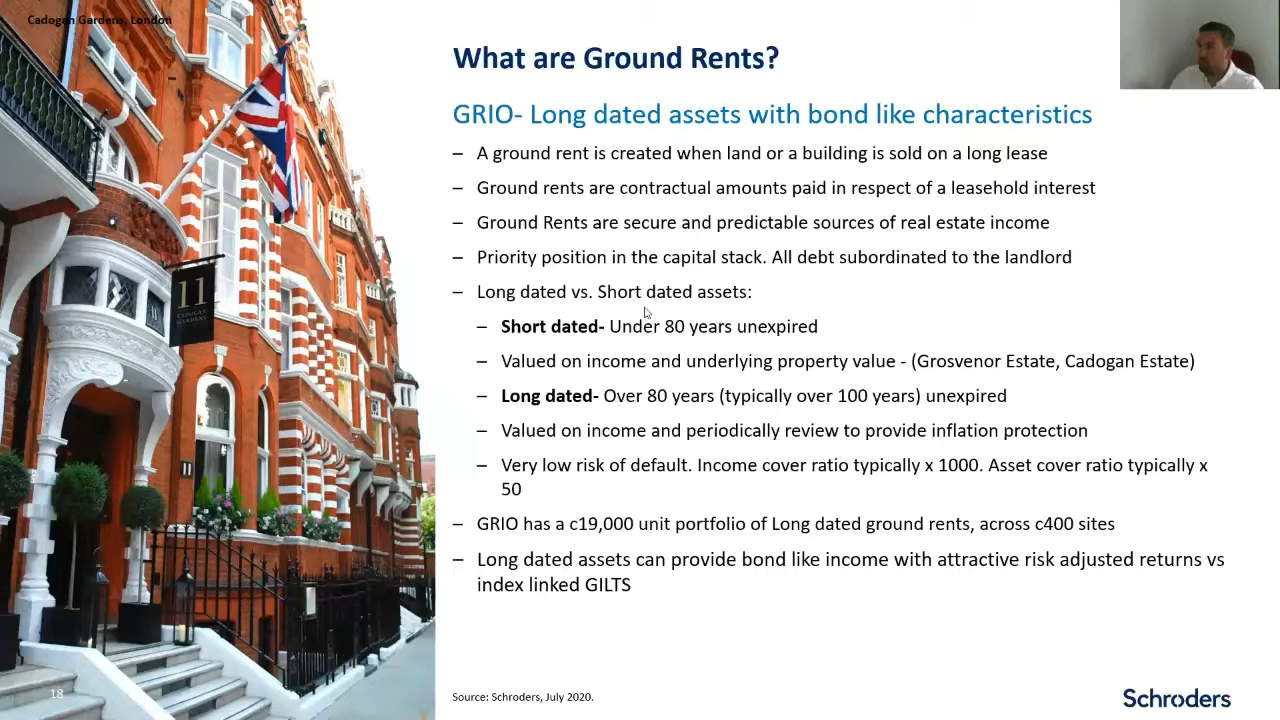 Cadogan Gardens, London
What are Ground Rents?
GRIO- Long dated assets with bond like characteristics
– A ground rent is created when land or a building is sold on a long lease
– Ground rents are contractual amounts paid in respect of a leasehold interest
– Ground Rents are secure and predictable sources of real estate income
– Priority position in the capital stack. All debt subordinated to the landlord
– Long dated vs. Short dated assets:
– Short dated- Under 80 years unexpired
– Valued on income and underlying property value - (Grosvenor Estate, Cadogan Estate)
– Long dated- Over 80 years (typically over 100 years) unexpired
– Valued on income and periodically review to provide inflation protection
– Very low risk of default. Income cover ratio typically x 1000. Asset cover ratio typically x
50
– GRIO has a c19,000 unit portfolio of Long dated ground rents, across c400 sites
– Long dated assets can provide bond like income with attractive risk adjusted returns vs
index linked GILTS
11
CADOGAN
GARDENS
11
18
Source: Schroders, July 2020.
Schroders